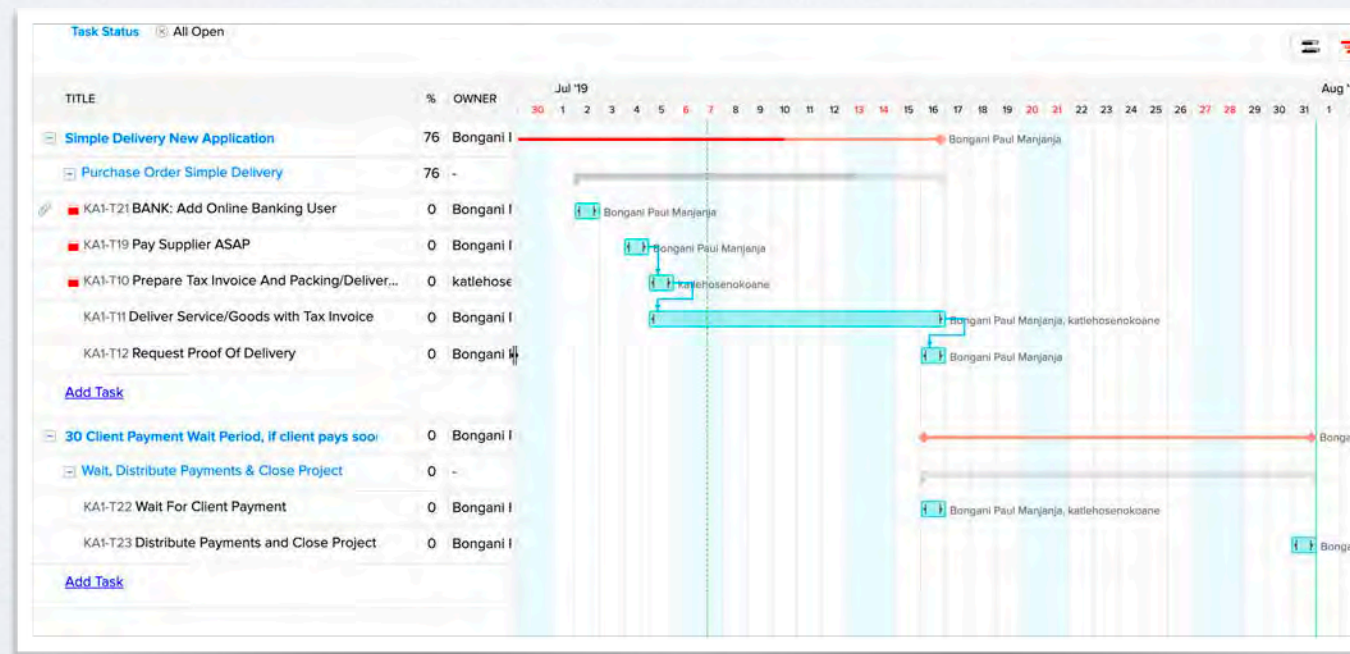 Task Status All Open
Jul '19 Aug '
TITLE % OWNER 30 1 2 3 4 5 6 7 8 9 10 11 12 13 14 15 16 17 18 19 20 21 22 23 24 25 26 27 28 29 30 31 1
Simple Delivery New Application 76 Bongani Bongani Paul Manjanja
Purchase Order Simple Delivery 76 -
KA1-T21 BANK: Add Online Banking User 0 Bongani Bongani Paul Manjanja
KA1-T19 Pay Supplier ASAP 0 Bongani Bongani Paul Manjanja
KA1-T10 Prepare Tax Invoice And Packing/Deliver... 0 katlehose katlehosenokoane
KA1-T11 Deliver Service/Goods with Tax Invoice 0 Bongani Bongani Paul Manjanja, katlehosenokoane
KA1-T12 Request Proof Of Delivery 0 Bongani Bongani Paul Manjanja
Add Task
30 Client Payment Wait Period, if client pays soo 0 Bongani Bonga
Wait, Distribute Payments & Close Project 0 -
KA1-T22 Wait For Client Payment 0 Bongani Bongani Paul Manjanja, katlehosenokoane
KA1-T23 Distribute Payments and Close Project 0 Bongani Bonga
Add Task